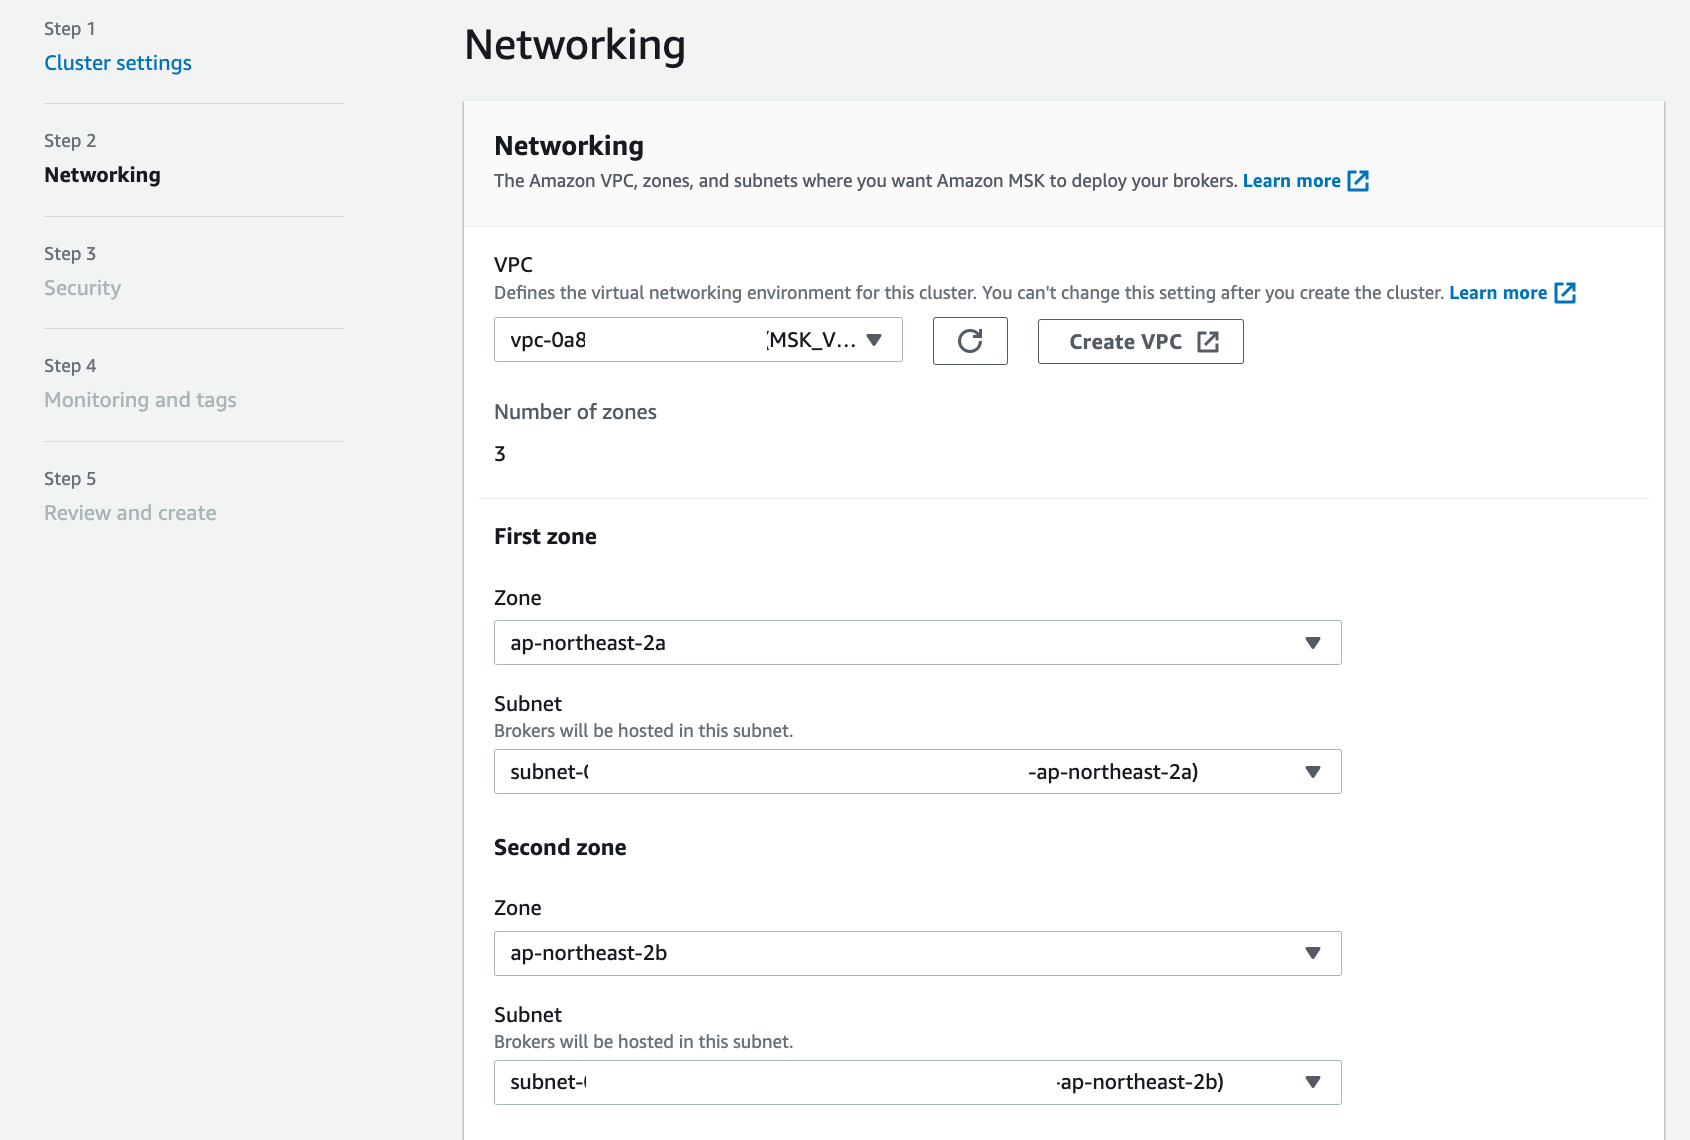 Step 1
Cluster settings
Step 2
Networking
Step 3
Security
Step 4
Monitoring and tags
Step 5
Review and create
Networking
Networking
The Amazon VPC, zones, and subnets where you want Amazon MSK to deploy your brokers. Learn more
VPC
Defines the virtual networking environment for this cluster. You can't change this setting after you create the cluster. Learn more
vpc-0a8 (MSK_V...
Create VPC
Number of zones
3
First zone
Zone
ap-northeast-2a
Subnet
Brokers will be hosted in this subnet.
subnet- -ap-northeast-2a)
Second zone
Zone
ap-northeast-2b
Subnet
Brokers will be hosted in this subnet.
subnet- -ap-northeast-2b)